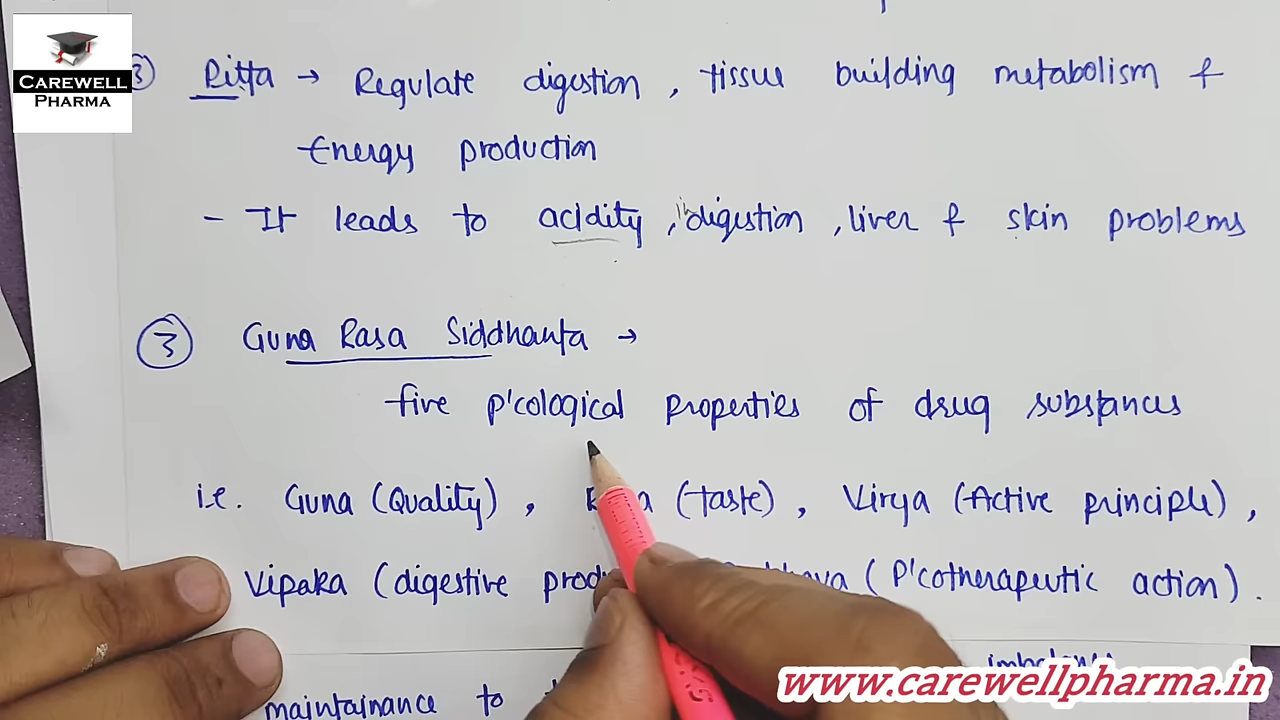 CAREWELL
PHARMA
③ Pitta → Regulate digestion, tissue building metabolism &
Energy production
- It leads to acidity, indigestion, liver & skin problems
③ Guna Rasa Siddhanta →
five p'cological properties of drug substances
i.e. Guna (Quality), (taste), Virya (Active principle),
Vipaka (digestive (P'cotherapeutic action).
maintainance to
www.carewellpharma.in